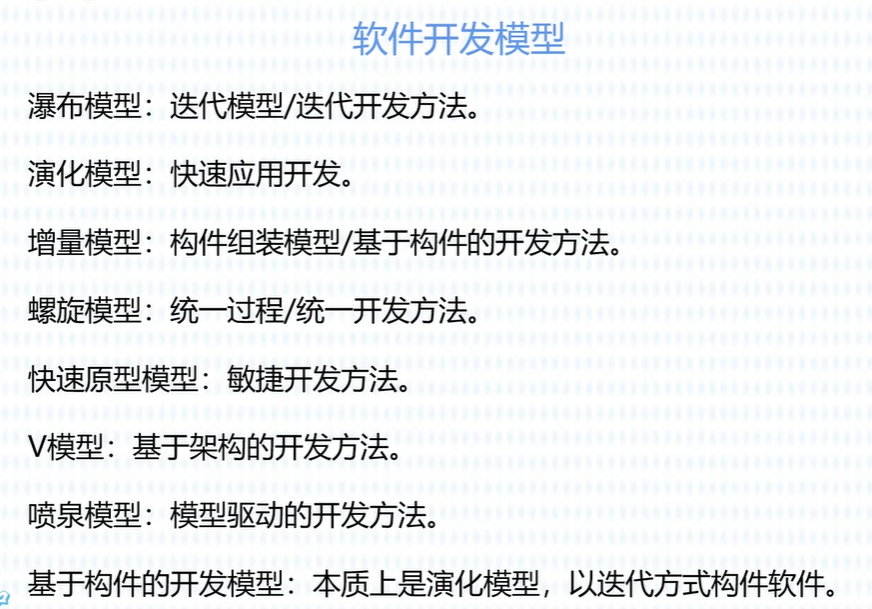 软件开发模型
瀑布模型：迭代模型/迭代开发方法。
演化模型：快速应用开发。
增量模型：构件组装模型/基于构件的开发方法。
螺旋模型：统一过程/统一开发方法。
快速原型模型：敏捷开发方法。
V模型：基于架构的开发方法。
喷泉模型：模型驱动的开发方法。
基于构件的开发模型：本质上是演化模型，以迭代方式构件软件。